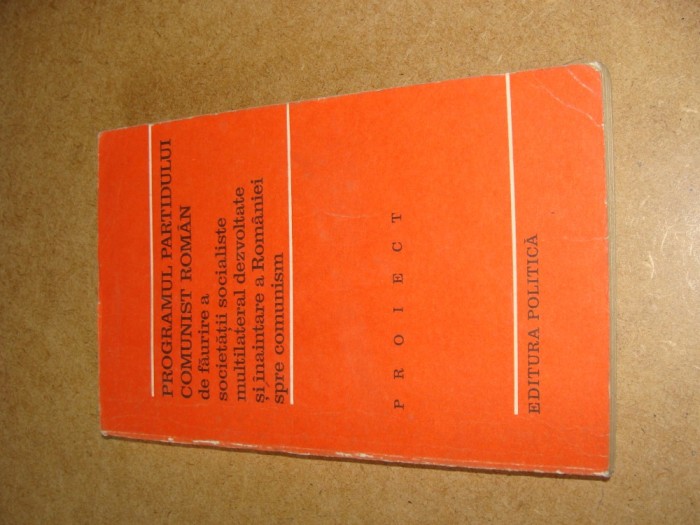 PROGRAMUL PARTIDULUI
COMUNIST ROMÂN
de făurire a
societății socialiste
multilateral dezvoltate
și înaintare a României
spre comunism
PROIECT
EDITURA POLITICĂ